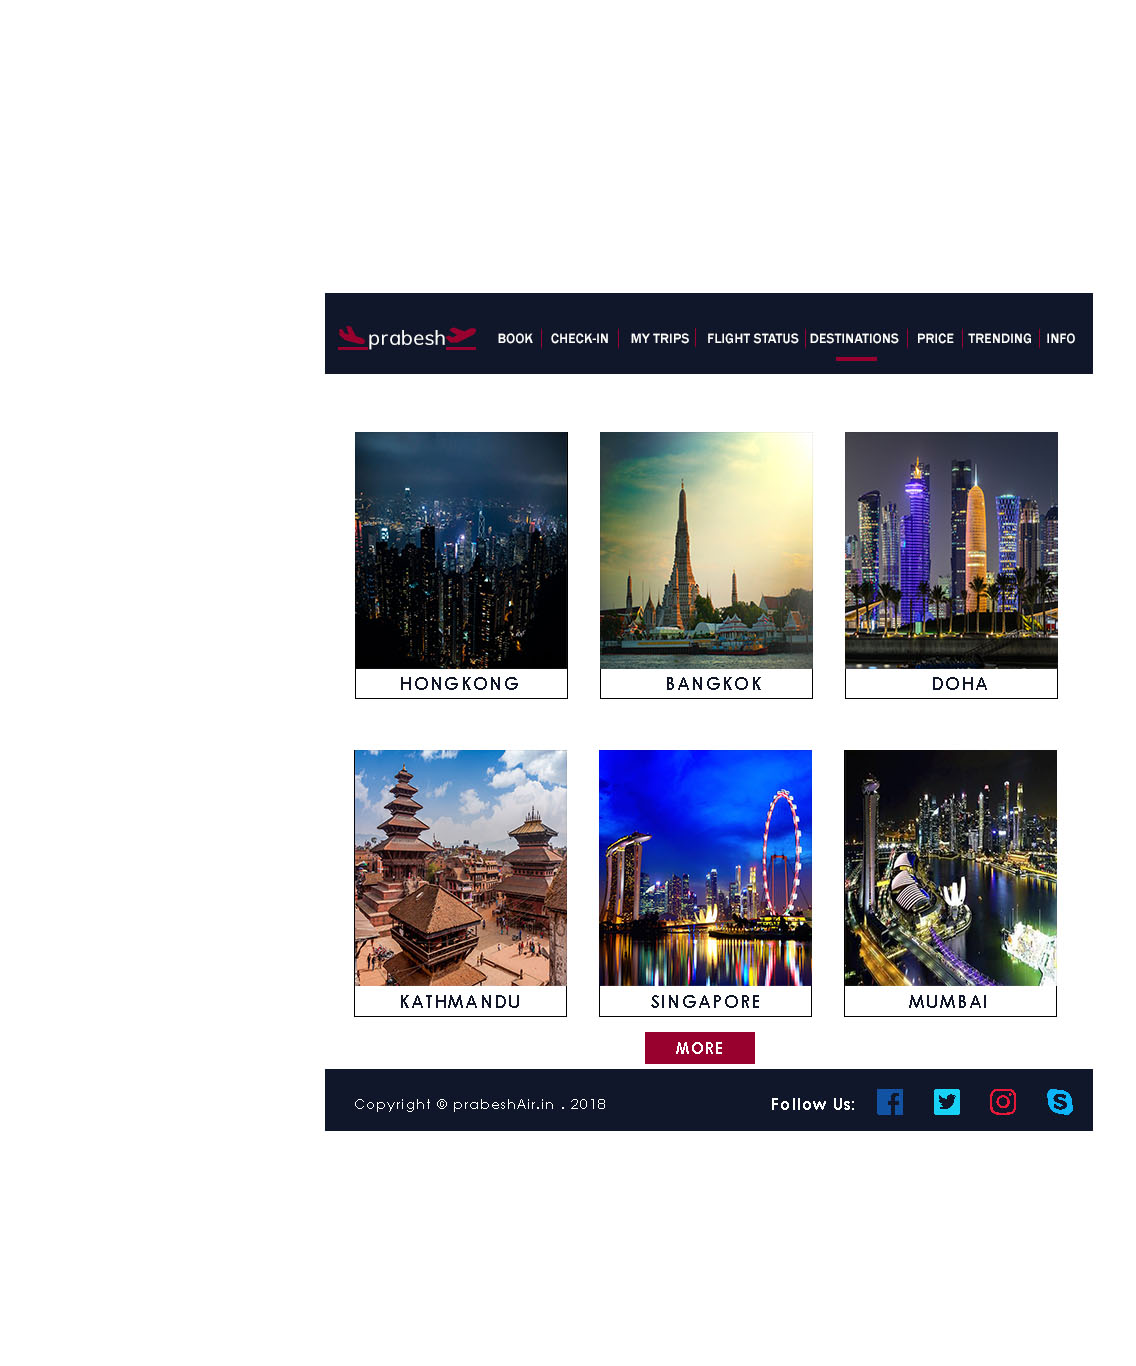 prabesh BOOK CHECK-IN MY TRIPS FLIGHT STATUS DESTINATIONS PRICE TRENDING INFO
HONGKONG BANGKOK DOHA
KATHMANDU SINGAPORE MUMBAI
MORE
Copyright © prabeshAir.in . 2018 Follow Us: